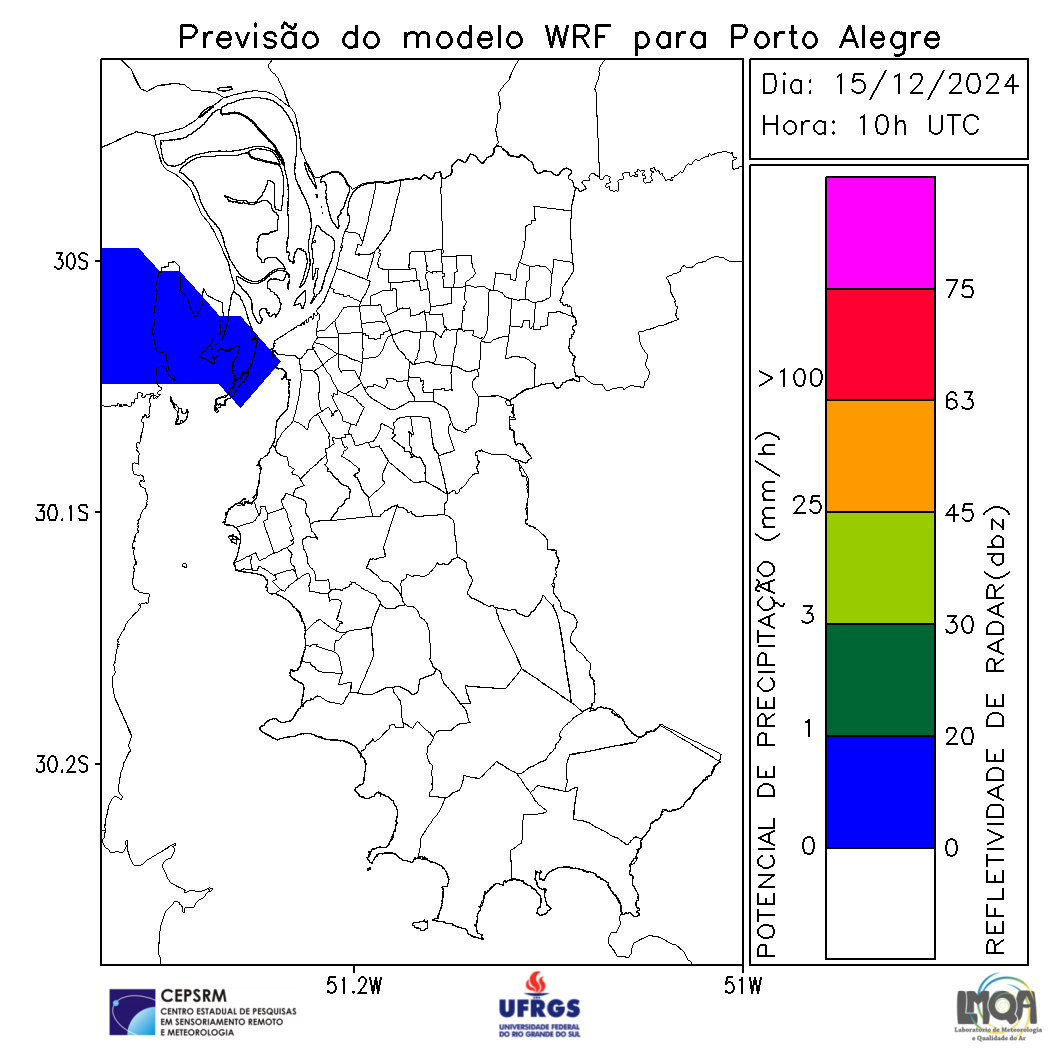 Previsão do modelo WRF para Porto Alegre
Dia: 15/12/2024
Hora: 10h UTC
30S
30.1S
30.2S
51.2W
51W
POTENCIAL DE PRECIPITAÇÃO (mm/h)
>100
25
3
1
0
75
63
45
30
20
0
REFLETIVIDADE DE RADAR(dbz)
CEPSRM
CENTRO ESTADUAL DE PESQUISAS
EM SENSORIAMENTO REMOTO
E METEOROLOGIA
UFRGS
UNIVERSIDADE FEDERAL
DO RIO GRANDE DO SUL
LMQA
Laboratório de Meteorologia
e Qualidade do Ar